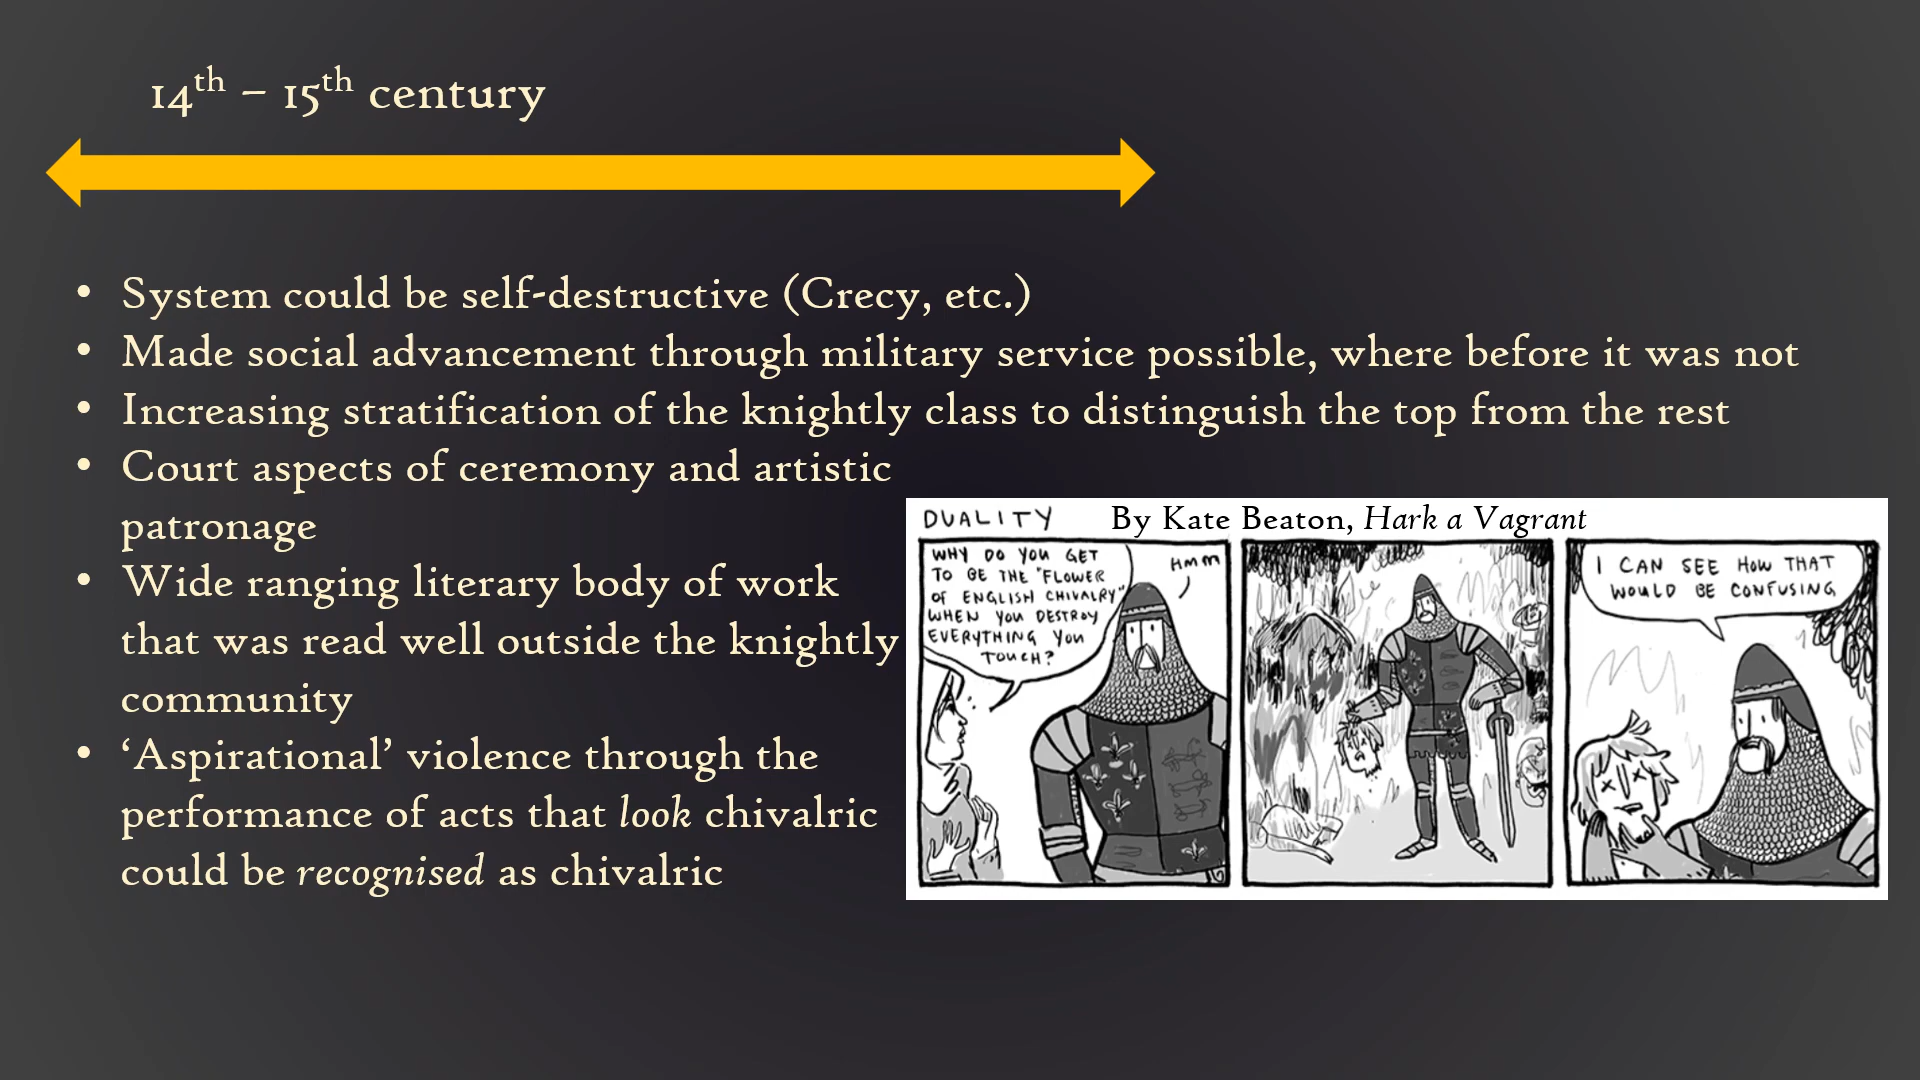 14th – 15th century
• System could be self-destructive (Crecy, etc.)
• Made social advancement through military service possible, where before it was not
• Increasing stratification of the knightly class to distinguish the top from the rest
• Court aspects of ceremony and artistic
patronage
• Wide ranging literary body of work
that was read well outside the knightly
community
• ‘Aspirational’ violence through the
performance of acts that look chivalric
could be recognised as chivalric
DUALITY
By Kate Beaton, Hark a Vagrant
WHY DO YOU GET
TO BE THE "FLOWER
OF ENGLISH CHIVALRY"
WHEN YOU DESTROY
EVERYTHING YOU
TOUCH?
HMM
I CAN SEE HOW THAT
WOULD BE CONFUSING